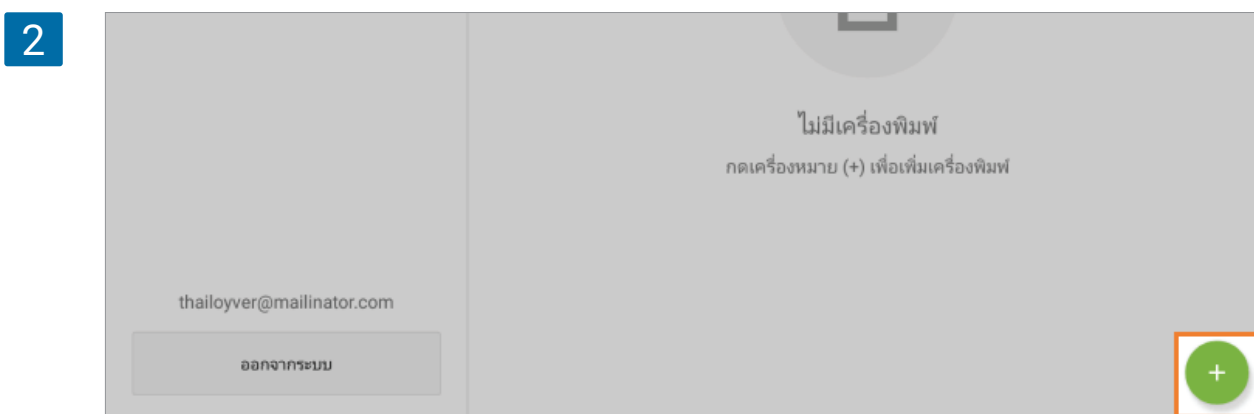 2
ไม่มีเครื่องพิมพ์
กดเครื่องหมาย (+) เพื่อเพิ่มเครื่องพิมพ์
thailoyver@mailinator.com
ออกจากระบบ
+